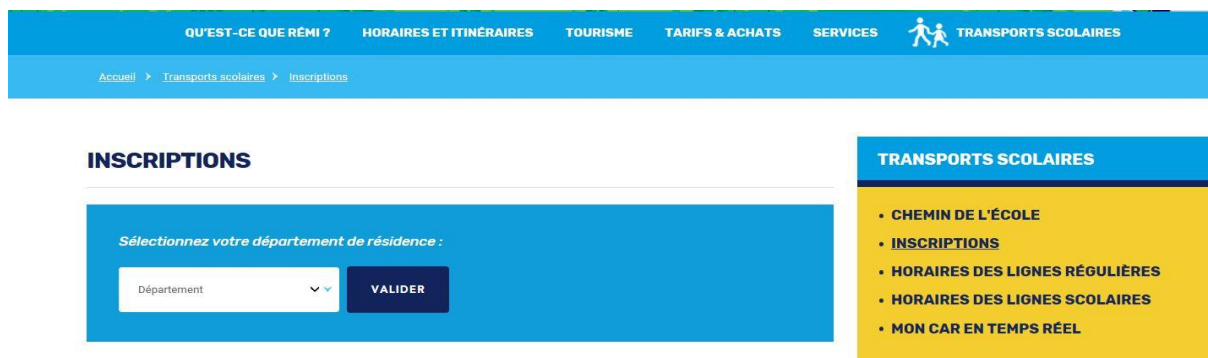 QU'EST-CE QUE RÉMI ? HORAIRES ET ITINÉRAIRES TOURISME TARIFS & ACHATS SERVICES TRANSPORTS SCOLAIRES
Accueil > Transports scolaires > Inscriptions
INSCRIPTIONS
Sélectionnez votre département de résidence :
Département
VALIDER
TRANSPORTS SCOLAIRES
• CHEMIN DE L'ÉCOLE
• INSCRIPTIONS
• HORAIRES DES LIGNES RÉGULIÈRES
• HORAIRES DES LIGNES SCOLAIRES
• MON CAR EN TEMPS RÉEL